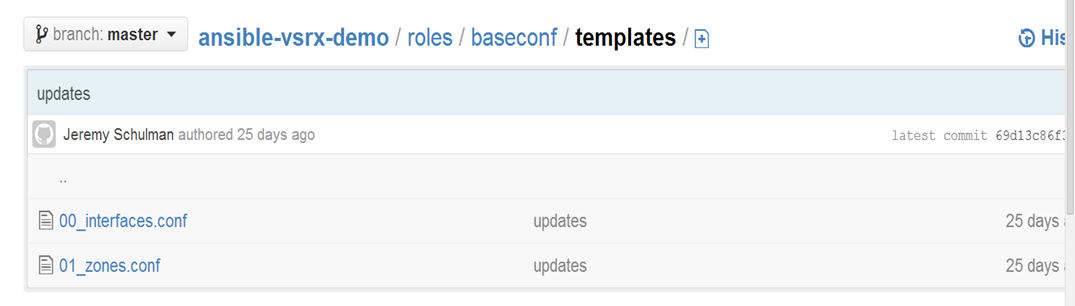 branch: master ansible-vsrx-demo / roles / baseconf / templates / His
updates
Jeremy Schulman authored 25 days ago latest commit 69d13c86f3
..
00_interfaces.conf updates 25 days
01_zones.conf updates 25 days